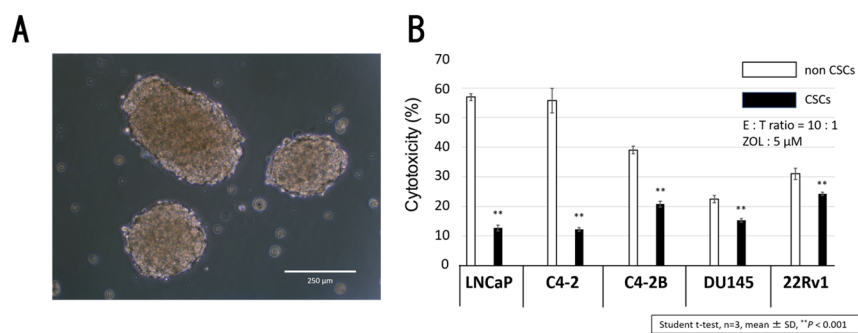 A
250 μm
B
Cytotoxicity (%)
70
60
50
40
30
20
10
0
non CSCs
CSCs
E : T ratio = 10 : 1
ZOL : 5 μM
** ** ** ** **
LNCaP C4-2 C4-2B DU145 22Rv1
Student t-test, n=3, mean ± SD, **P < 0.001